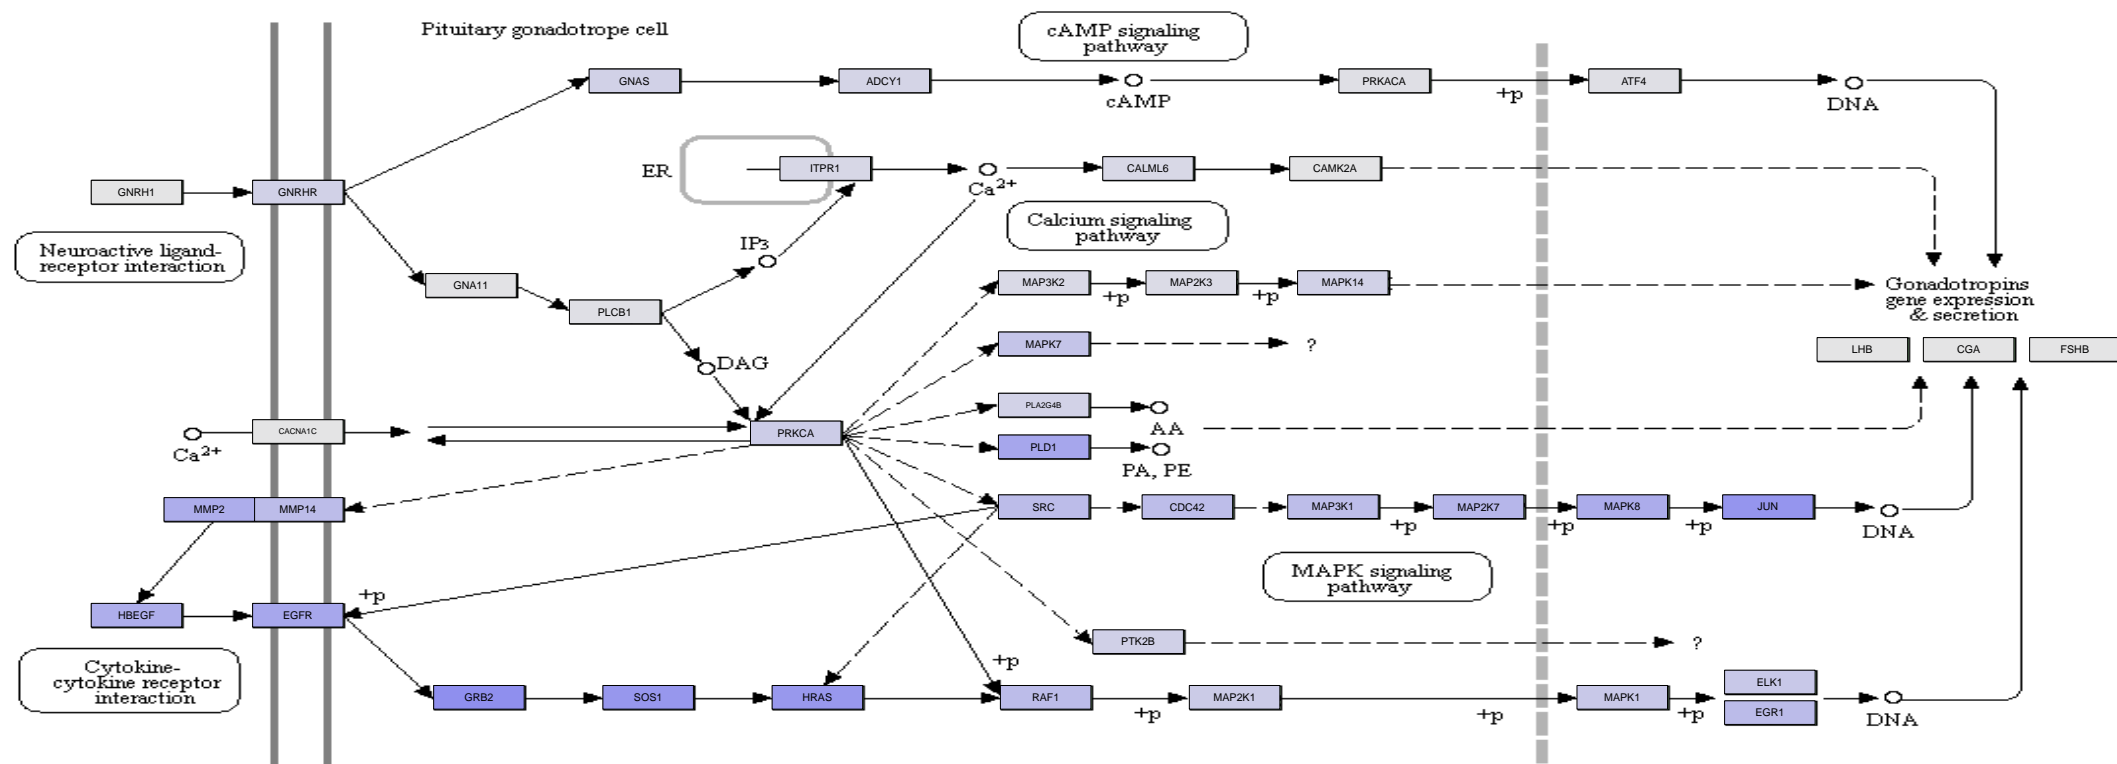 Pituitary gonadotrope cell
cAMP signaling
pathway
GNAS
ADCY1
cAMP
PRKACA
+p
ATF4
DNA
ER
ITPR1
Ca2+
CALML6
CAMK2A
GNRH1
GNRHR
Neuroactive ligand-
receptor interaction
Calcium signaling
pathway
IP3
GNA11
PLCB1
MAP3K2
+p
MAP2K3
+p
MAPK14
Gonadotropins
gene expression
& secretion
DAG
MAPK7
?
LHB
CGA
FSHB
PLA2G4B
AA
Ca2+
CACNA1C
PRKCA
PLD1
PA, PE
MMP2
MMP14
SRC
CDC42
MAP3K1
+p
MAP2K7
+p
MAPK8
+p
JUN
DNA
MAPK signaling
pathway
HBEGF
EGFR
+p
PTK2B
?
Cytokine-
cytokine receptor
interaction
GRB2
SOS1
HRAS
+p
RAF1
+p
MAP2K1
+p
MAPK1
+p
ELK1
EGR1
DNA